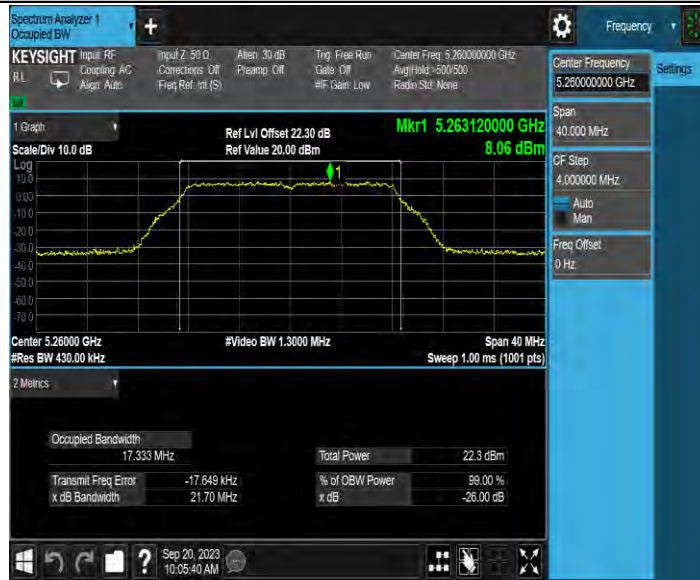 Spectrum Analyzer 1
Occupied BW
Frequency
KEYSIGHT
RL
Input: RF
Coupling: AC
Align: Auto
Input Z: 50 Ω
Corrections: Off
Freq Ref: Int (S)
Atten: 30 dB
Preamp: Off
Trig: Free Run
Gate: Off
#IF Gain: Low
Center Freq: 5.260000000 GHz
Avg|Hold:>500/500
Radio Std: None
1 Graph
Scale/Div 10.0 dB
Ref Lvl Offset 22.30 dB
Ref Value 20.00 dBm
Mkr1 5.263120000 GHz
8.06 dBm
Log
10.0
0.00
-10.0
-20.0
-30.0
-40.0
-50.0
-60.0
-70.0
1
Center 5.26000 GHz
#Res BW 430.00 kHz
#Video BW 1.3000 MHz
Span 40 MHz
Sweep 1.00 ms (1001 pts)
2 Metrics
Occupied Bandwidth
17.333 MHz
Total Power 22.3 dBm
Transmit Freq Error -17.649 kHz
% of OBW Power 99.00 %
x dB Bandwidth 21.70 MHz
x dB -26.00 dB
Center Frequency
5.260000000 GHz
Settings
Span
40.000 MHz
CF Step
4.000000 MHz
Auto
Man
Freq Offset
0 Hz
?
Sep 20, 2023
10:05:40 AM